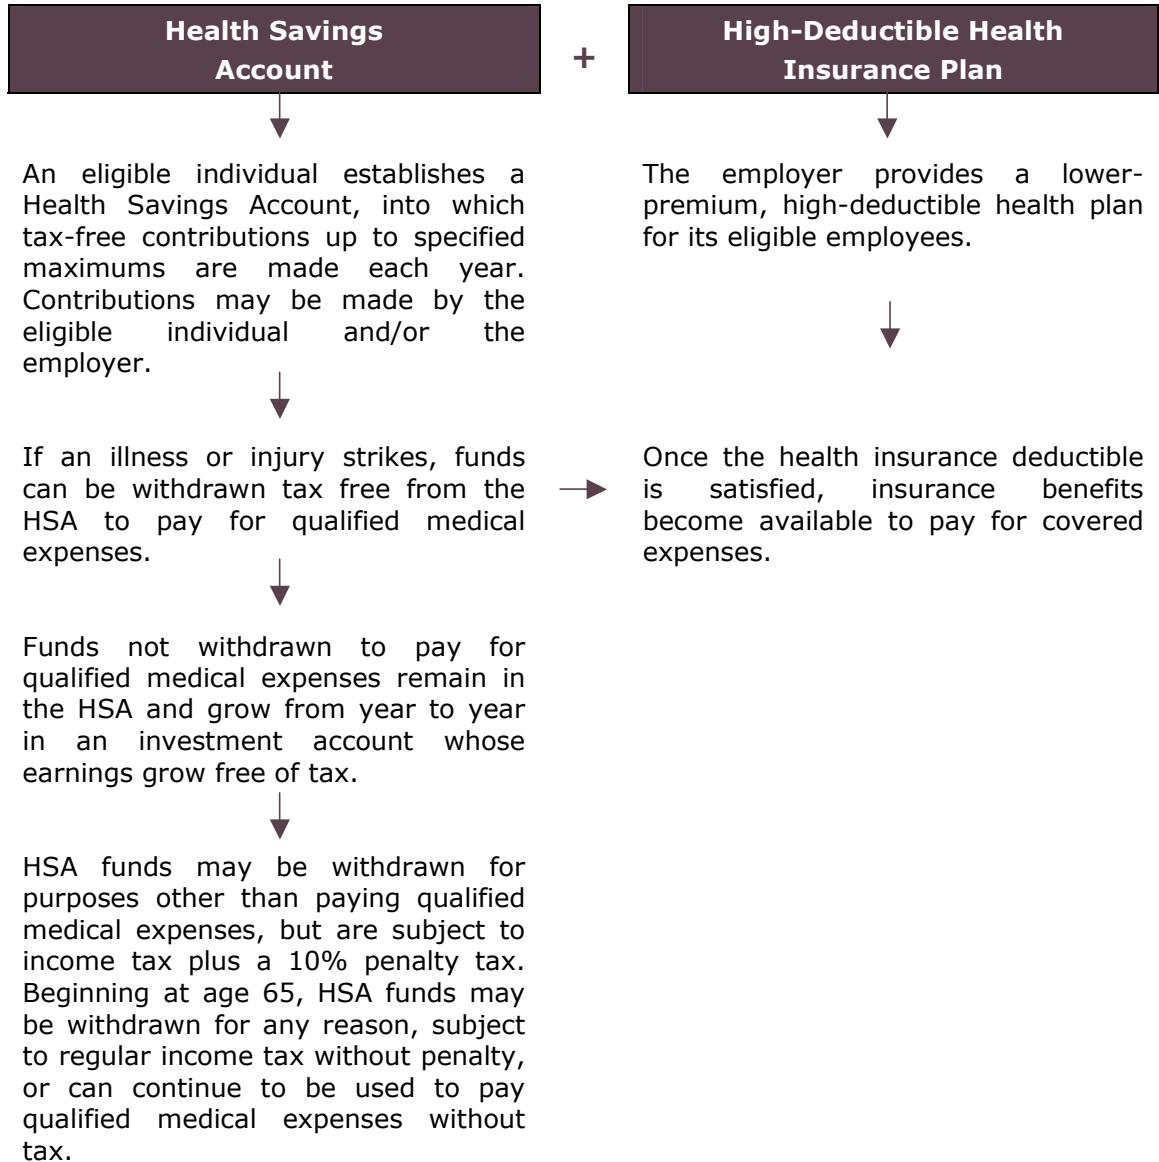 Health Savings
Account
+
High-Deductible Health
Insurance Plan
An eligible individual establishes a
Health Savings Account, into which
tax-free contributions up to specified
maximums are made each year.
Contributions may be made by the
eligible individual and/or the
employer.
The employer provides a lower-
premium, high-deductible health plan
for its eligible employees.
If an illness or injury strikes, funds
can be withdrawn tax free from the
HSA to pay for qualified medical
expenses.
Once the health insurance deductible
is satisfied, insurance benefits
become available to pay for covered
expenses.
Funds not withdrawn to pay for
qualified medical expenses remain in
the HSA and grow from year to year
in an investment account whose
earnings grow free of tax.
HSA funds may be withdrawn for
purposes other than paying qualified
medical expenses, but are subject to
income tax plus a 10% penalty tax.
Beginning at age 65, HSA funds may
be withdrawn for any reason, subject
to regular income tax without penalty,
or can continue to be used to pay
qualified medical expenses without
tax.